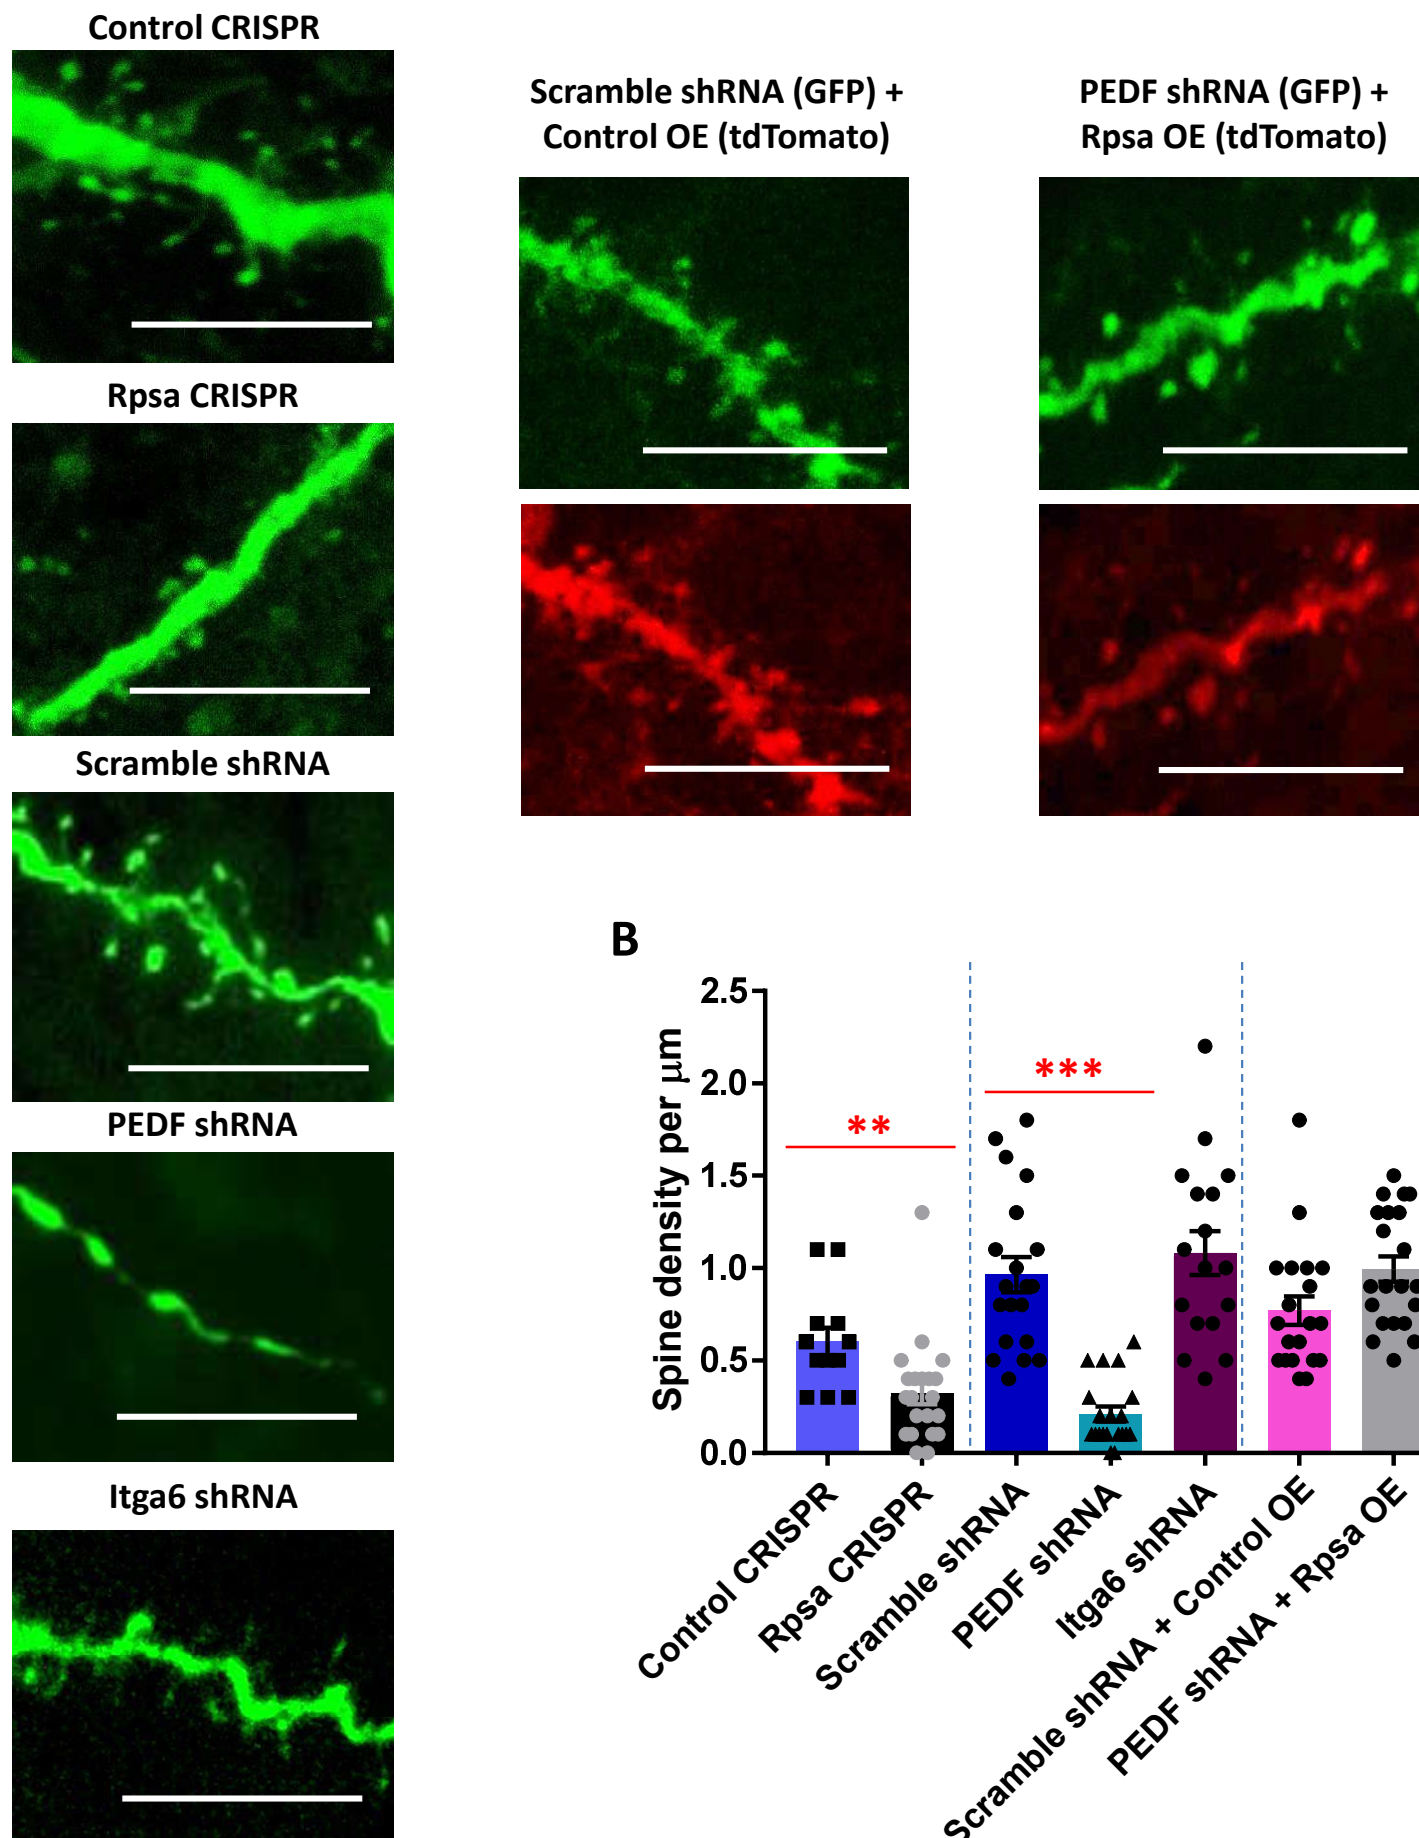 Control CRISPR
Rpsa CRISPR
Scramble shRNA
PEDF shRNA
Itga6 shRNA
Scramble shRNA (GFP) +
Control OE (tdTomato)
PEDF shRNA (GFP) +
Rpsa OE (tdTomato)
B
Spine density per μm
2.5
2.0
1.5
1.0
0.5
0.0
**
***
Control CRISPR
Rpsa CRISPR
Scramble shRNA
PEDF shRNA
Itga6 shRNA
Scramble shRNA + Control OE
PEDF shRNA + Rpsa OE